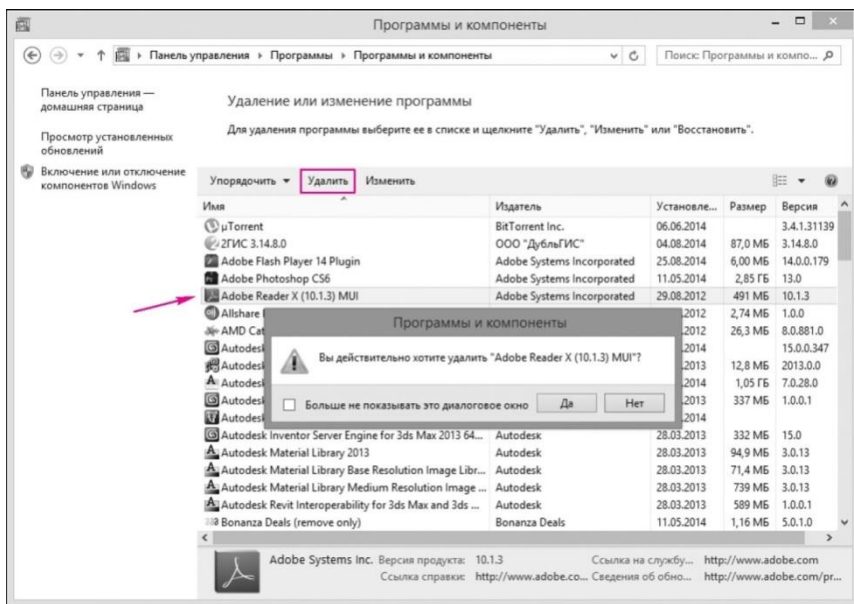 Программы и компоненты
Панель управления Программы Программы и компоненты
Поиск: Программы и компо...
Панель управления —
домашняя страница
Просмотр установленных
обновлений
Включение или отключение
компонентов Windows
Удаление или изменение программы
Для удаления программы выберите ее в списке и щелкните "Удалить", "Изменить" или "Восстановить".
Упорядочить Удалить Изменить
Имя Издатель Установле... Размер Версия
µTorrent BitTorrent Inc. 06.06.2014 3.4.1.31139
2ГИС 3.14.8.0 ООО "ДубльГИС" 04.08.2014 87,0 МБ 3.14.8.0
Adobe Flash Player 14 Plugin Adobe Systems Incorporated 25.08.2014 6,00 МБ 14.0.0.179
Adobe Photoshop CS6 Adobe Systems Incorporated 11.05.2014 2,85 ГБ 13.0
Adobe Reader X (10.1.3) MUI Adobe Systems Incorporated 29.08.2012 491 МБ 10.1.3
Allshare .2012 2,74 МБ 1.0.0
AMD Cat .2012 26,3 МБ 8.0.881.0
Autodes .2014 15.0.0.347
Autodes .2013 12,8 МБ 2013.0.0
Autodes .2014 1,05 ГБ 7.0.28.0
Autodes .2013 337 МБ 1.0.0.1
Autodes .2014
Программы и компоненты
Вы действительно хотите удалить "Adobe Reader X (10.1.3) MUI"?
Больше не показывать это диалоговое окно Да Нет
Autodesk Inventor Server Engine for 3ds Max 2013 64... Autodesk 28.03.2013 332 МБ 15.0
Autodesk Material Library 2013 Autodesk 28.03.2013 94,9 МБ 3.0.13
Autodesk Material Library Base Resolution Image Libr... Autodesk 28.03.2013 71,4 МБ 3.0.13
Autodesk Material Library Medium Resolution Image ... Autodesk 28.03.2013 739 МБ 3.0.13
Autodesk Revit Interoperability for 3ds Max and 3ds ... Autodesk 28.03.2013 589 МБ 1.0.0.1
Bonanza Deals (remove only) Bonanza Deals 11.05.2014 1,16 МБ 5.0.1.0
Adobe Systems Inc. Версия продукта: 10.1.3 Ссылка на службу... http://www.adobe.com
Ссылка справки: http://www.adobe.co... Сведения об обно... http://www.adobe.com/pr...